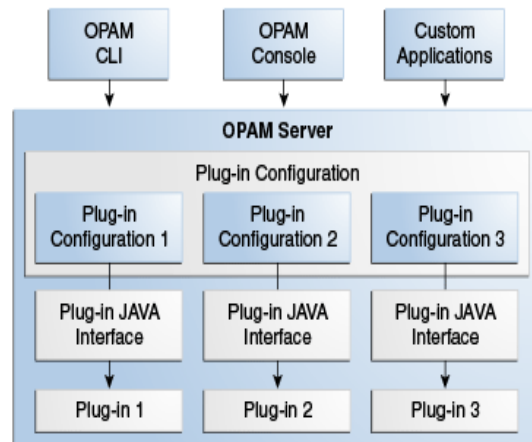 OPAM
CLI
OPAM
Console
Custom
Applications
OPAM Server
Plug-in Configuration
Plug-in
Configuration 1
Plug-in
Configuration 2
Plug-in
Configuration 3
Plug-in JAVA
Interface
Plug-in JAVA
Interface
Plug-in JAVA
Interface
Plug-in 1
Plug-in 2
Plug-in 3